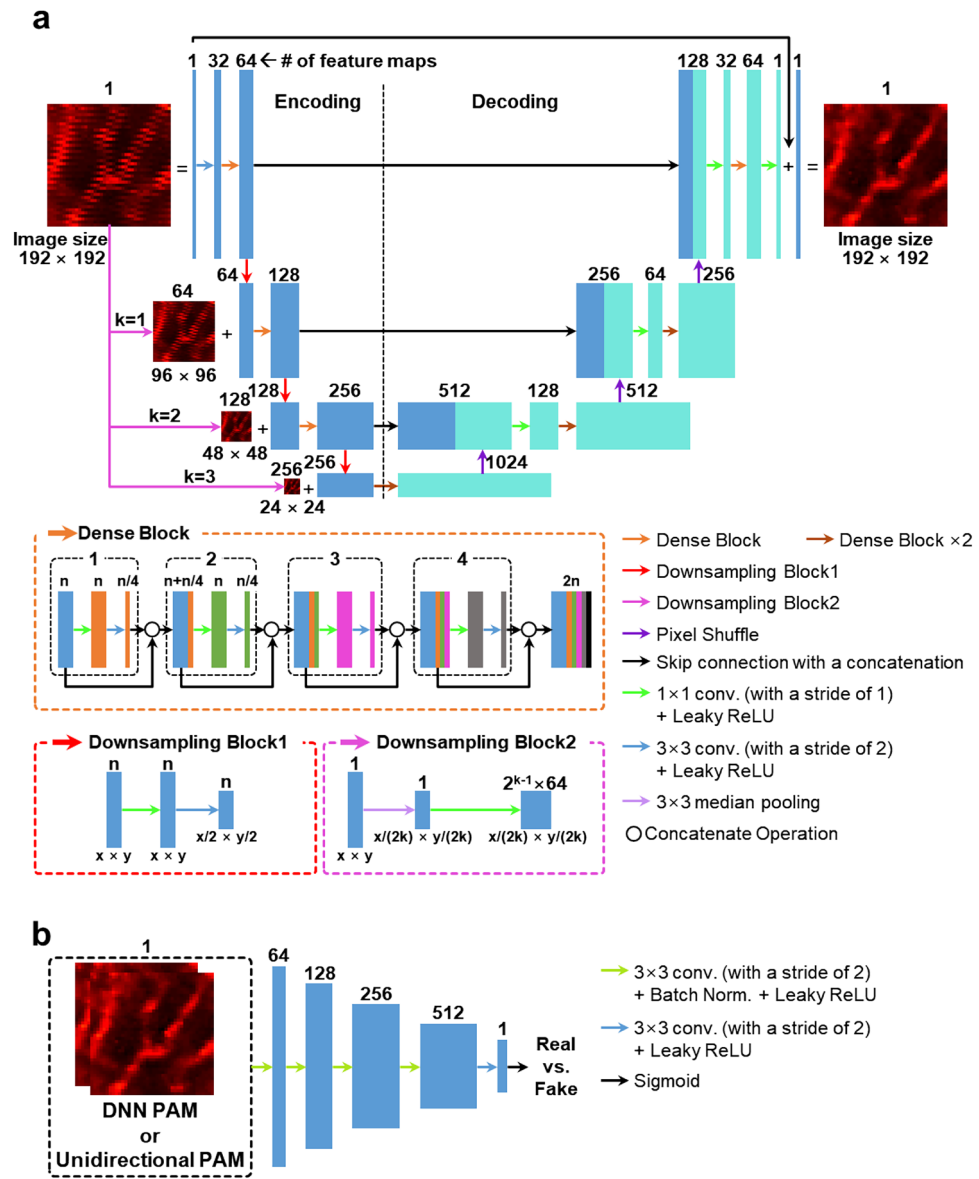 a
1 32 64 ← # of feature maps
128 32 64 1 1
1
Encoding
Decoding
1
=
+ =
Image size
192 × 192
Image size
192 × 192
64 128
256 64 256
64
k=1
+
96 × 96
128 128 256
512 128 512
k=2
+
48 × 48
k=3
256 256
+
1024
24 × 24
Dense Block
1 2 3 4
n n n/4
n+n/4 n n/4
2n
Dense Block
Dense Block ×2
Downsampling Block1
Downsampling Block2
Pixel Shuffle
Skip connection with a concatenation
1×1 conv. (with a stride of 1)
+ Leaky ReLU
3×3 conv. (with a stride of 2)
+ Leaky ReLU
3×3 median pooling
Concatenate Operation
Downsampling Block1
n n n
x × y
x × y
x/2 × y/2
Downsampling Block2
1 1 2k-1×64
x × y
x/(2k) × y/(2k)
x/(2k) × y/(2k)
b
1
DNN PAM
or
Unidirectional PAM
64
128
256
512
1
Real
vs.
Fake
3×3 conv. (with a stride of 2)
+ Batch Norm. + Leaky ReLU
3×3 conv. (with a stride of 2)
+ Leaky ReLU
Sigmoid